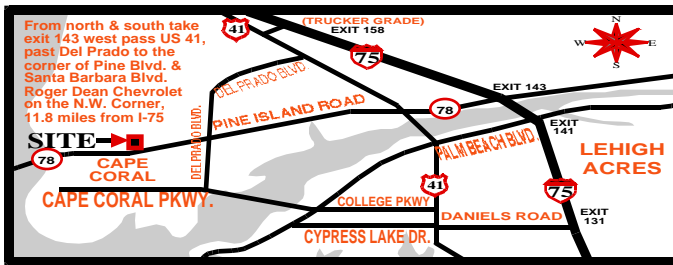 From north & south take
exit 143 west pass US 41,
past Del Prado to the
corner of Pine Blvd. &
Santa Barbara Blvd.
Roger Dean Chevrolet
on the N.W. Corner,
11.8 miles from I-75
SITE
78
CAPE
CORAL
CAPE CORAL PKWY.
DELPRADO BLVD.
DEL PRADO BLVD
PINE ISLAND ROAD
41
(TRUCKER GRADE)
EXIT 158
75
N
W
E
S
EXIT 143
78
EXIT
141
PALM BEACH BLVD.
LEHIGH
ACRES
41
75
COLLEGE PKWY
DANIELS ROAD
EXIT
131
CYPRESS LAKE DR.